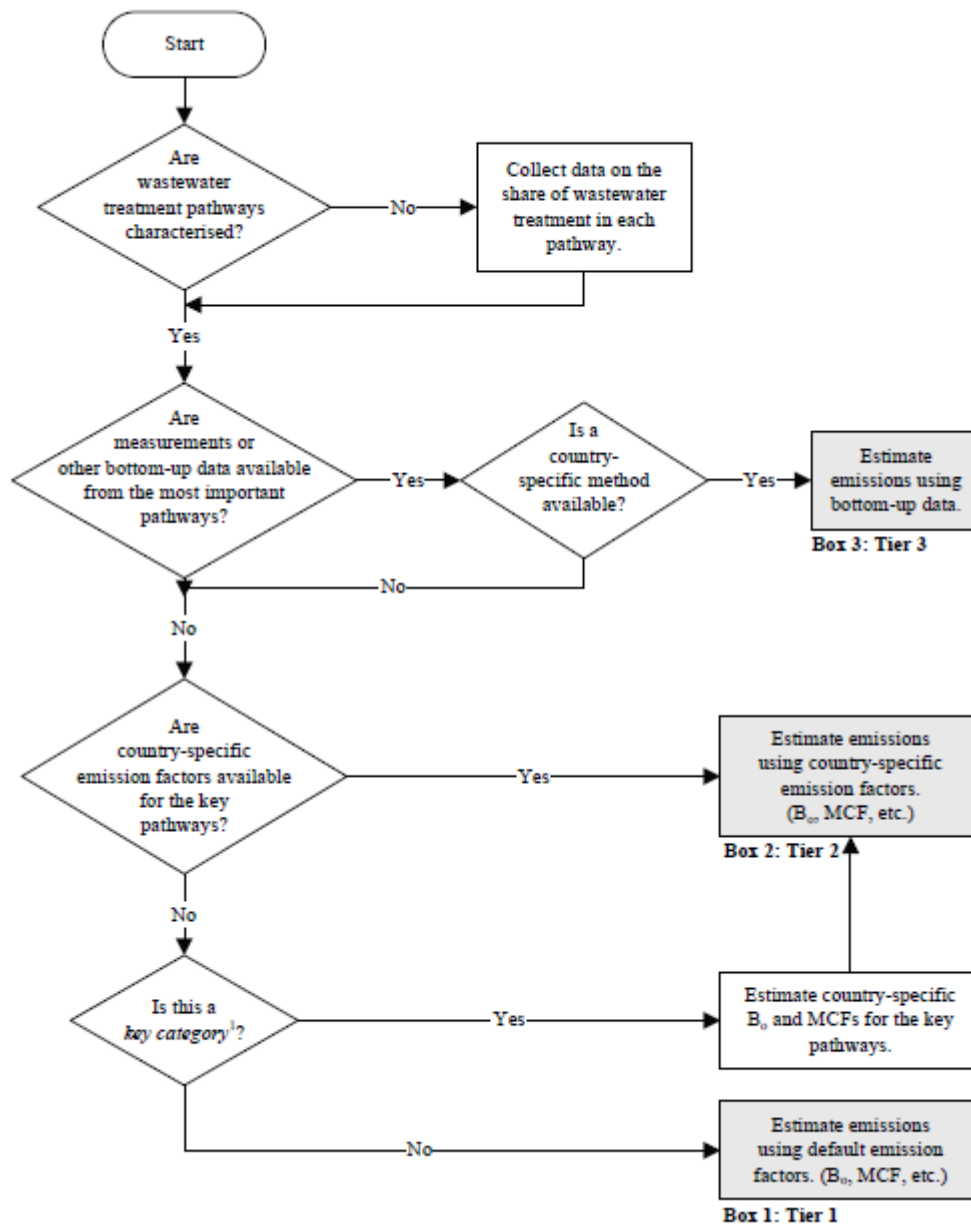 Start
Are
wastewater
treatment pathways
characterised?
No
Collect data on the
share of wastewater
treatment in each
pathway.
Yes
Are
measurements or
other bottom-up data available
from the most important
pathways?
Yes
Is a
country-
specific method
available?
Yes
Estimate
emissions using
bottom-up data.
Box 3: Tier 3
No
No
Are
country-specific
emission factors available
for the key
pathways?
Yes
Estimate emissions
using country-specific
emission factors.
(Bₒ, MCF, etc.)
Box 2: Tier 2
No
Is this a
key category¹?
Yes
Estimate country-specific
Bₒ and MCFs for the key
pathways.
No
Estimate emissions
using default emission
factors. (Bₒ, MCF, etc.)
Box 1: Tier 1